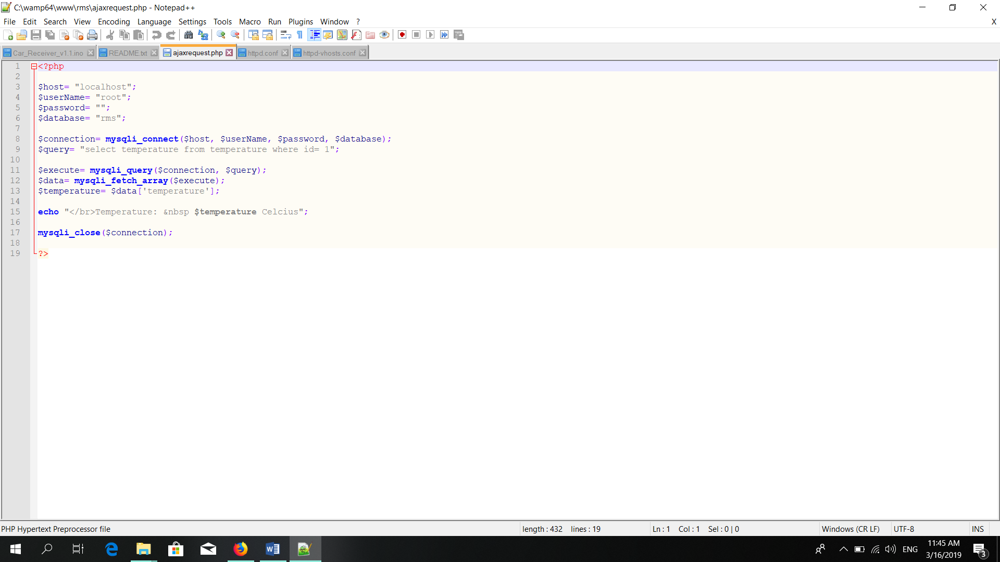 C:\wamp64\www\rms\ajaxrequest.php - Notepad++
File Edit Search View Encoding Language Settings Tools Macro Run Plugins Window ? X
Car_Receiver_v1.1.ino README.txt ajaxrequest.php httpd.conf httpd-vhosts.conf
1 <?php
2
3 $host= "localhost";
4 $userName= "root";
5 $password= "";
6 $database= "rms";
7
8 $connection= mysqli_connect($host, $userName, $password, $database);
9 $query= "select temperature from temperature where id= 1";
10
11 $execute= mysqli_query($connection, $query);
12 $data= mysqli_fetch_array($execute);
13 $temperature= $data['temperature'];
14
15 echo "</br>Temperature: &nbsp $temperature Celcius";
16
17 mysqli_close($connection);
18
19 ?>
PHP Hypertext Preprocessor file length : 432 lines : 19 Ln : 1 Col : 1 Sel : 0 | 0 Windows (CR LF) UTF-8 INS
ENG 11:45 AM
3/16/2019 3